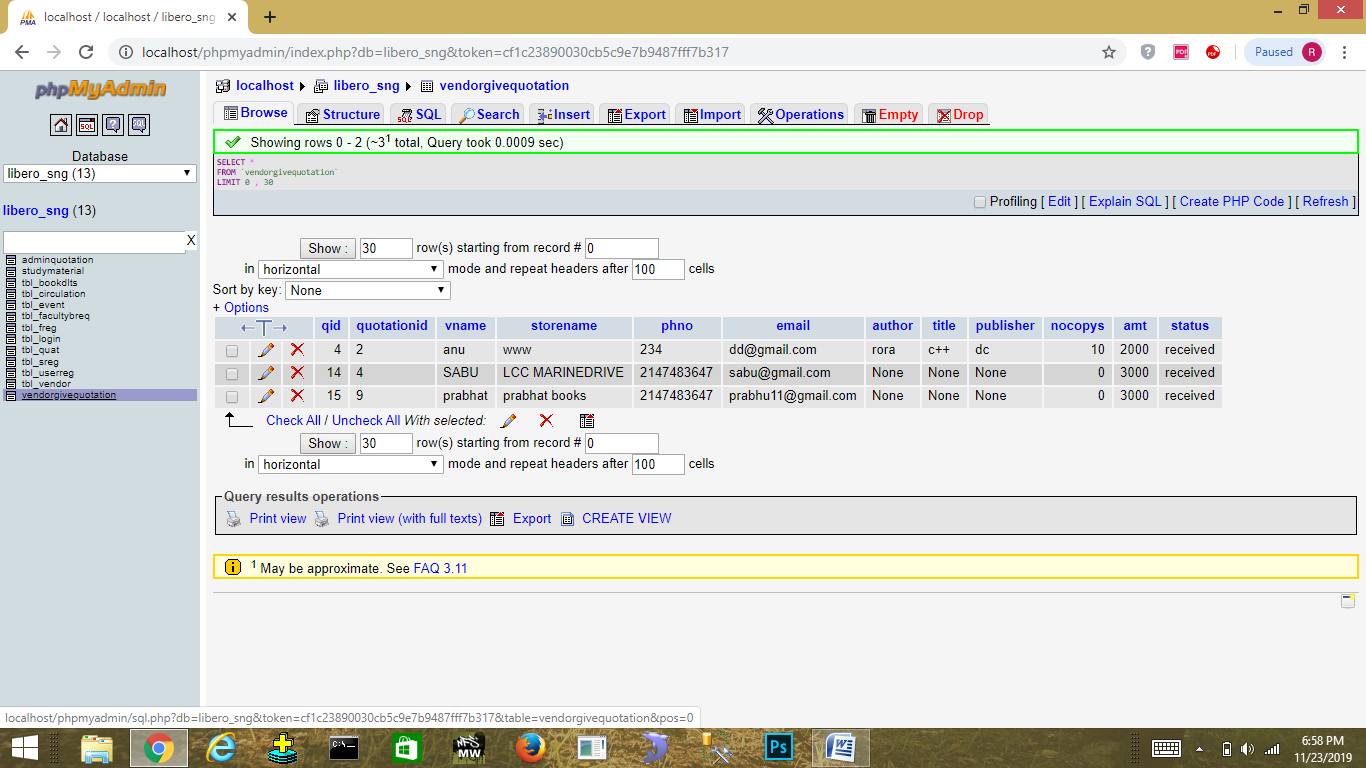 localhost / localhost / libero_sng
localhost/phpmyadmin/index.php?db=libero_sng&token=cf1c23890030cb5c9e7b9487fff7b317
PDF
Paused R
phpMyAdmin
SQL
Database
libero_sng (13)
libero_sng (13)
X
adminquotation
studymaterial
tbl_bookdlts
tbl_circulation
tbl_event
tbl_facultybreq
tbl_freg
tbl_login
tbl_quat
tbl_sreg
tbl_userreg
tbl_vendor
vendorgivequotation
localhost libero_sng vendorgivequotation
Browse Structure SQL Search Insert Export Import Operations Empty Drop
Showing rows 0 - 2 (~3¹ total, Query took 0.0009 sec)
SELECT *
FROM `vendorgivequotation`
LIMIT 0 , 30
Profiling [ Edit ] [ Explain SQL ] [ Create PHP Code ] [ Refresh ]
Show : 30 row(s) starting from record # 0
in horizontal mode and repeat headers after 100 cells
Sort by key: None
+ Options
qid quotationid vname storename phno email author title publisher nocopys amt status
4 2 anu www 234 dd@gmail.com rora c++ dc 10 2000 received
14 4 SABU LCC MARINEDRIVE 2147483647 sabu@gmail.com None None None 0 3000 received
15 9 prabhat prabhat books 2147483647 prabhu11@gmail.com None None None 0 3000 received
Check All / Uncheck All With selected:
Show : 30 row(s) starting from record # 0
in horizontal mode and repeat headers after 100 cells
Query results operations
Print view Print view (with full texts) Export CREATE VIEW
¹ May be approximate. See FAQ 3.11
localhost/phpmyadmin/sql.php?db=libero_sng&token=cf1c23890030cb5c9e7b9487fff7b317&table=vendorgivequotation&pos=0
NFS
MW
Ps
6:58 PM
11/23/2019